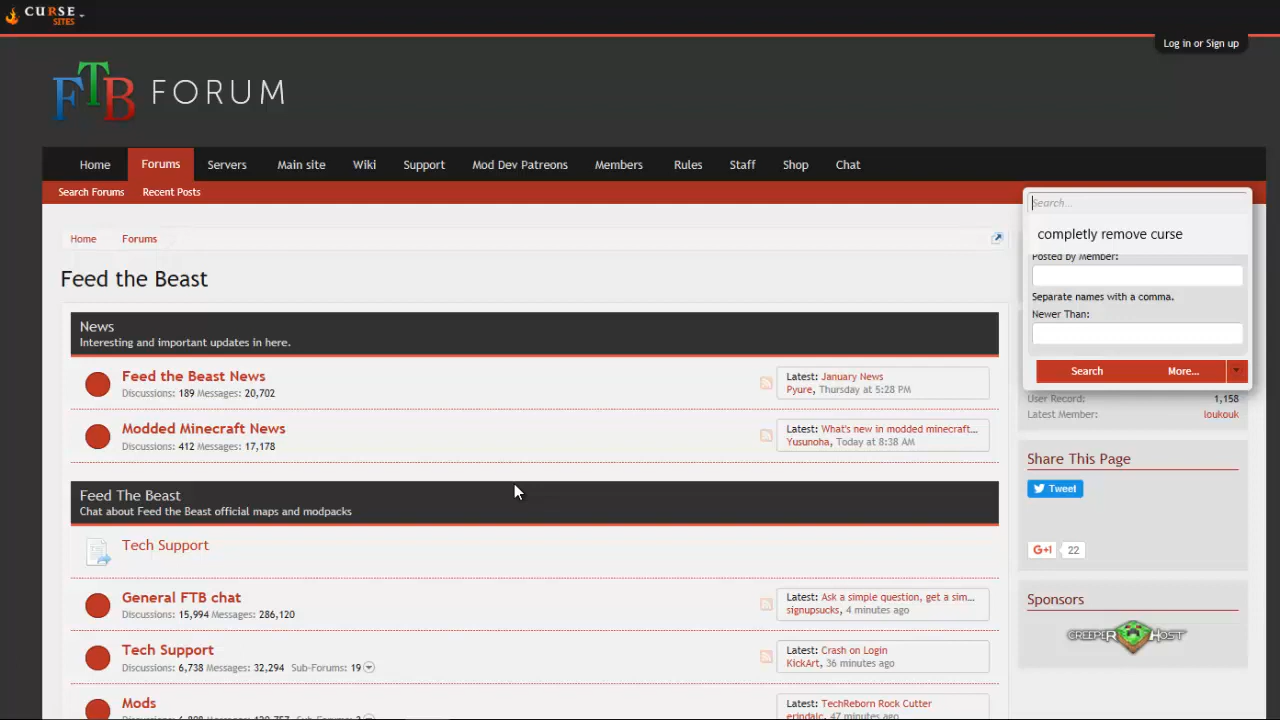 CURSE
SITES
Log in or Sign up
FTB FORUM
Home Forums Servers Main site Wiki Support Mod Dev Patreons Members Rules Staff Shop Chat
Search Forums Recent Posts
Search...
completly remove curse
Posted by Member:
Separate names with a comma.
Newer Than:
Search More...
Home Forums
Feed the Beast
News
Interesting and important updates in here.
Feed the Beast News
Discussions: 189 Messages: 20,702
Latest: January News
Pyure, Thursday at 5:28 PM
Modded Minecraft News
Discussions: 412 Messages: 17,178
Latest: What's new in modded minecraft...
Yusunoha, Today at 8:38 AM
Feed The Beast
Chat about Feed the Beast official maps and modpacks
Tech Support
General FTB chat
Discussions: 15,994 Messages: 286,120
Latest: Ask a simple question, get a sim...
signupsucks, 4 minutes ago
Tech Support
Discussions: 6,738 Messages: 32,294 Sub-Forums: 19
Latest: Crash on Login
KickArt, 36 minutes ago
Mods
Latest: TechReborn Rock Cutter
erindalc, 47 minutes ago
User Record: 1,158
Latest Member: loukouk
Share This Page
Tweet
G+1 22
Sponsors
CREEPER HOST